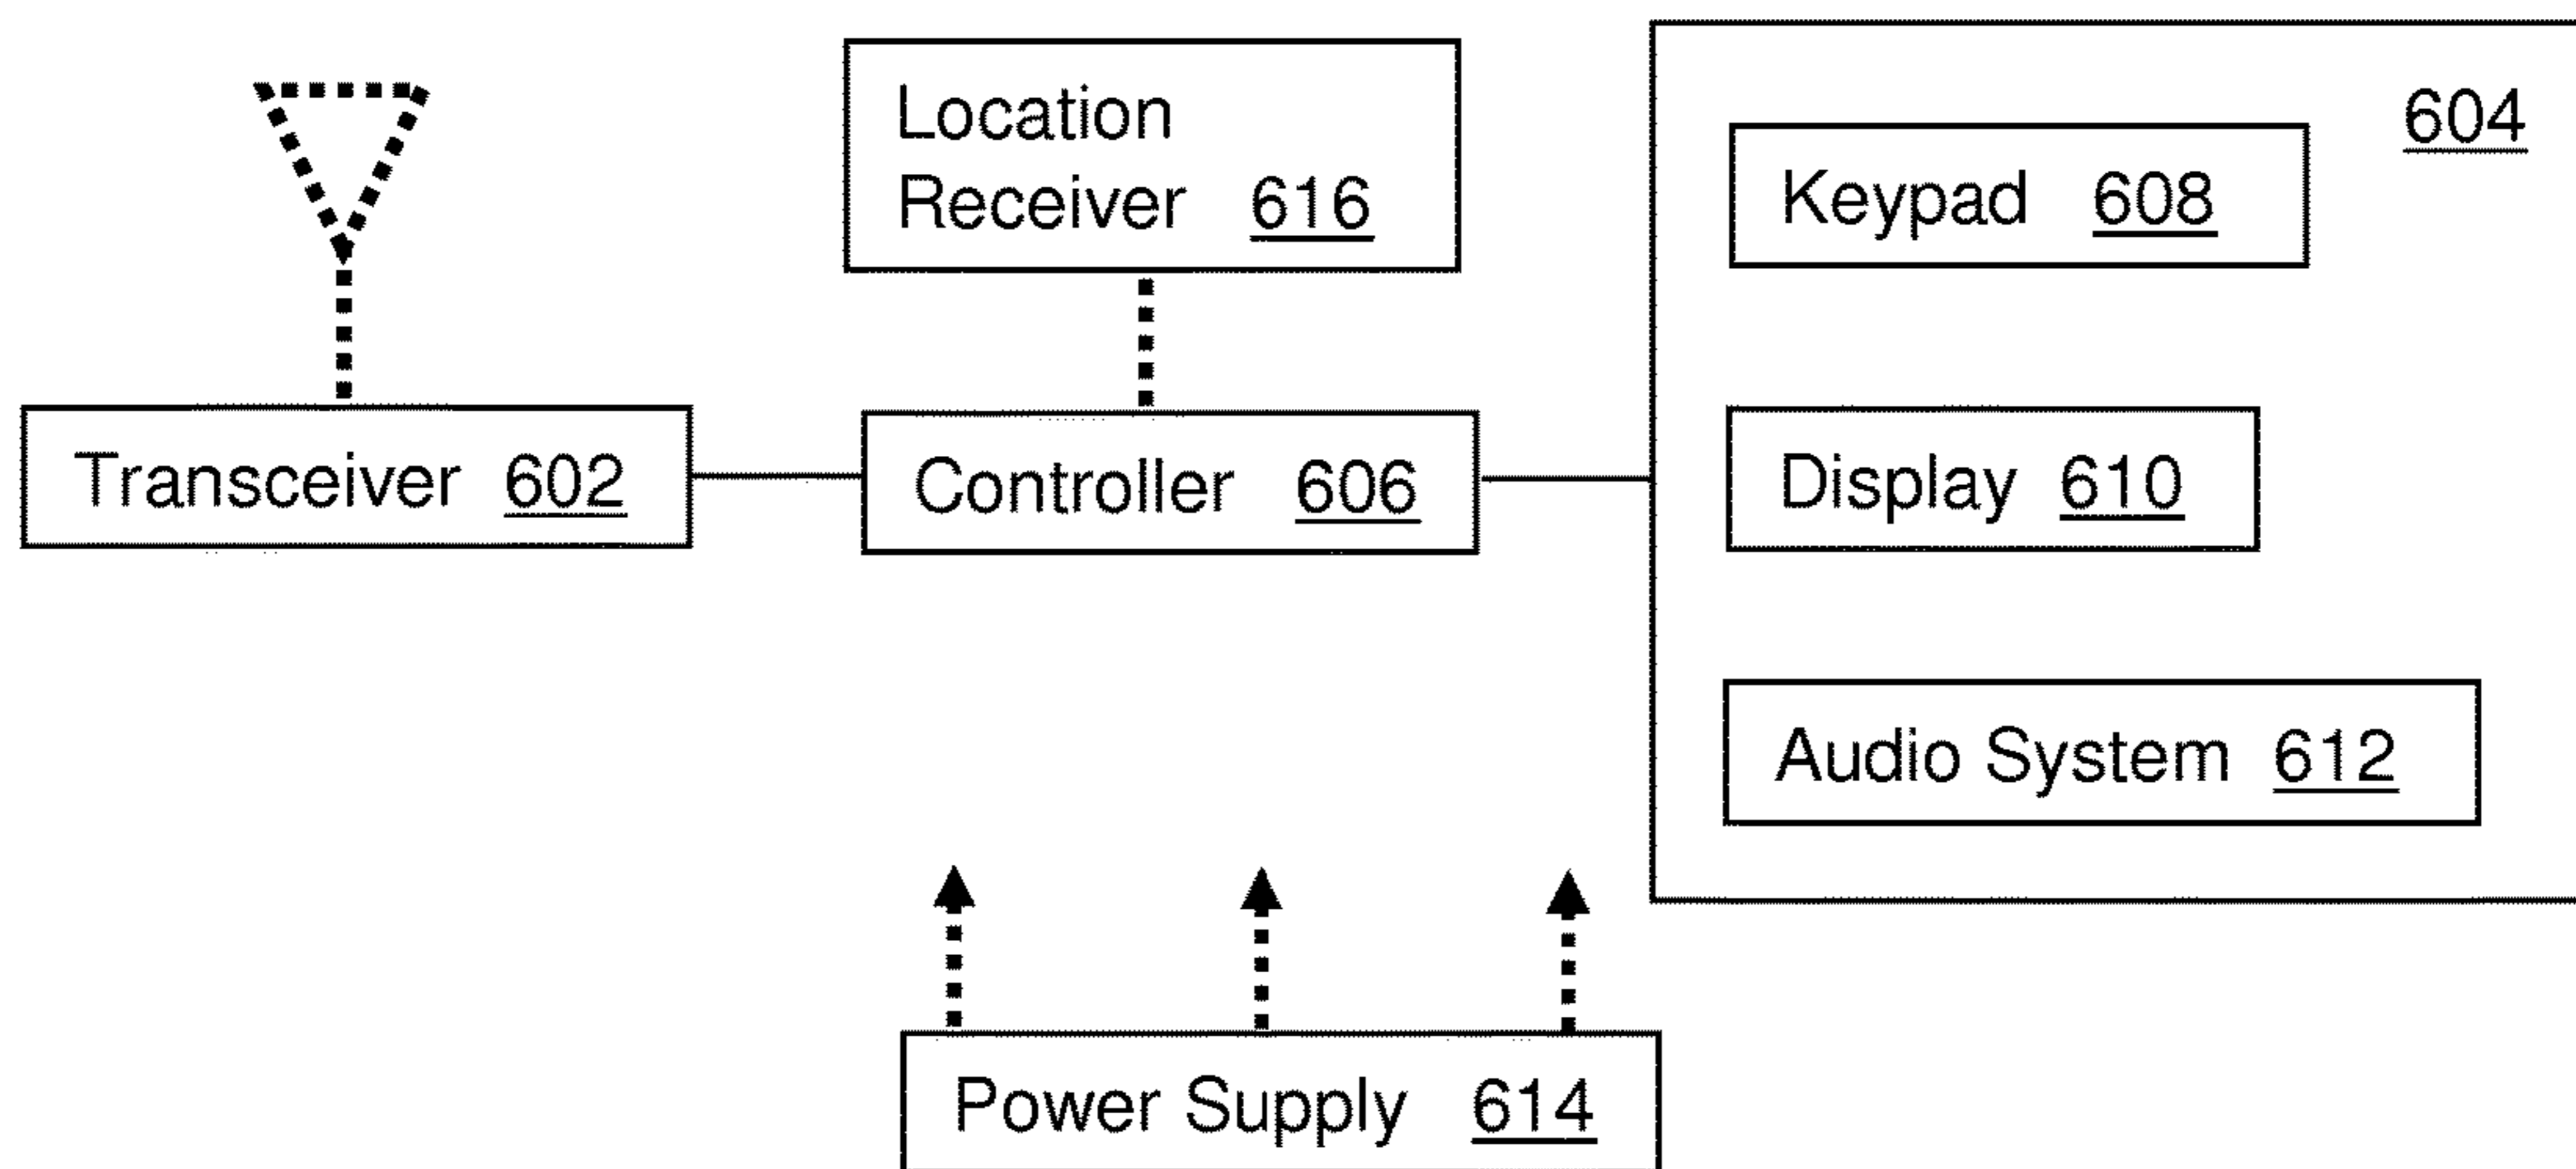 Location
Receiver 616
604
Keypad 608
Transceiver 602
Controller 606
Display 610
Audio System 612
Power Supply 614